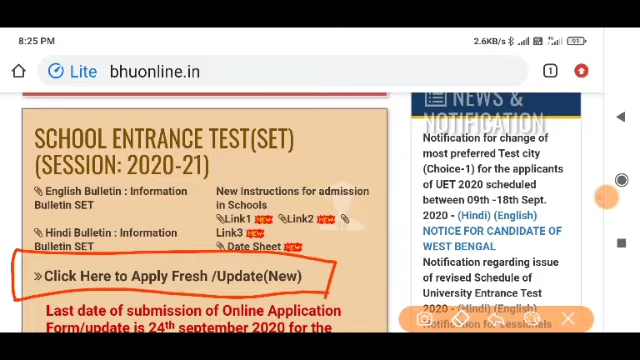 8:25 PM
2.6KB/s
91
Lite bhuonline.in
1
SCHOOL ENTRANCE TEST(SET)
(SESSION: 2020-21)
English Bulletin : Information
Bulletin SET
Hindi Bulletin : Information
Bulletin SET
New Instructions for admission
in Schools
Link1 NEW Link2 NEW
Link3 NEW
Date Sheet NEW
» Click Here to Apply Fresh /Update(New)
Last date of submission of Online Application
Form/update is 24th september 2020 for the
NEWS &
NOTIFICATION
Notification for change of
most preferred Test city
(Choice-1) for the applicants
of UET 2020 scheduled
between 09th -18th Sept.
2020 - (Hindi) (English)
NOTICE FOR CANDIDATE OF
WEST BENGAL
Notification regarding issue
of revised Schedule of
University Entrance Test
2020 - (Hindi) (English)
Notification for sessionals